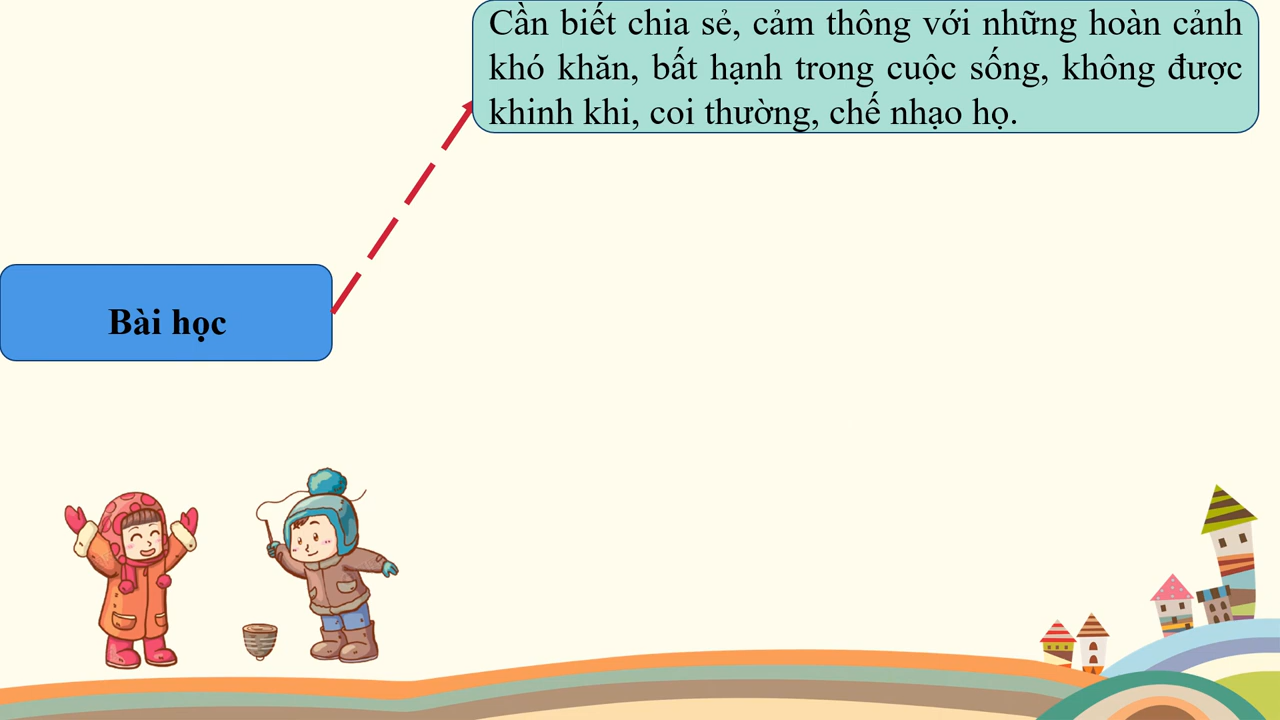 Cần biết chia sẻ, cảm thông với những hoàn cảnh
khó khăn, bất hạnh trong cuộc sống, không được
khinh khi, coi thường, chế nhạo họ.
Bài học